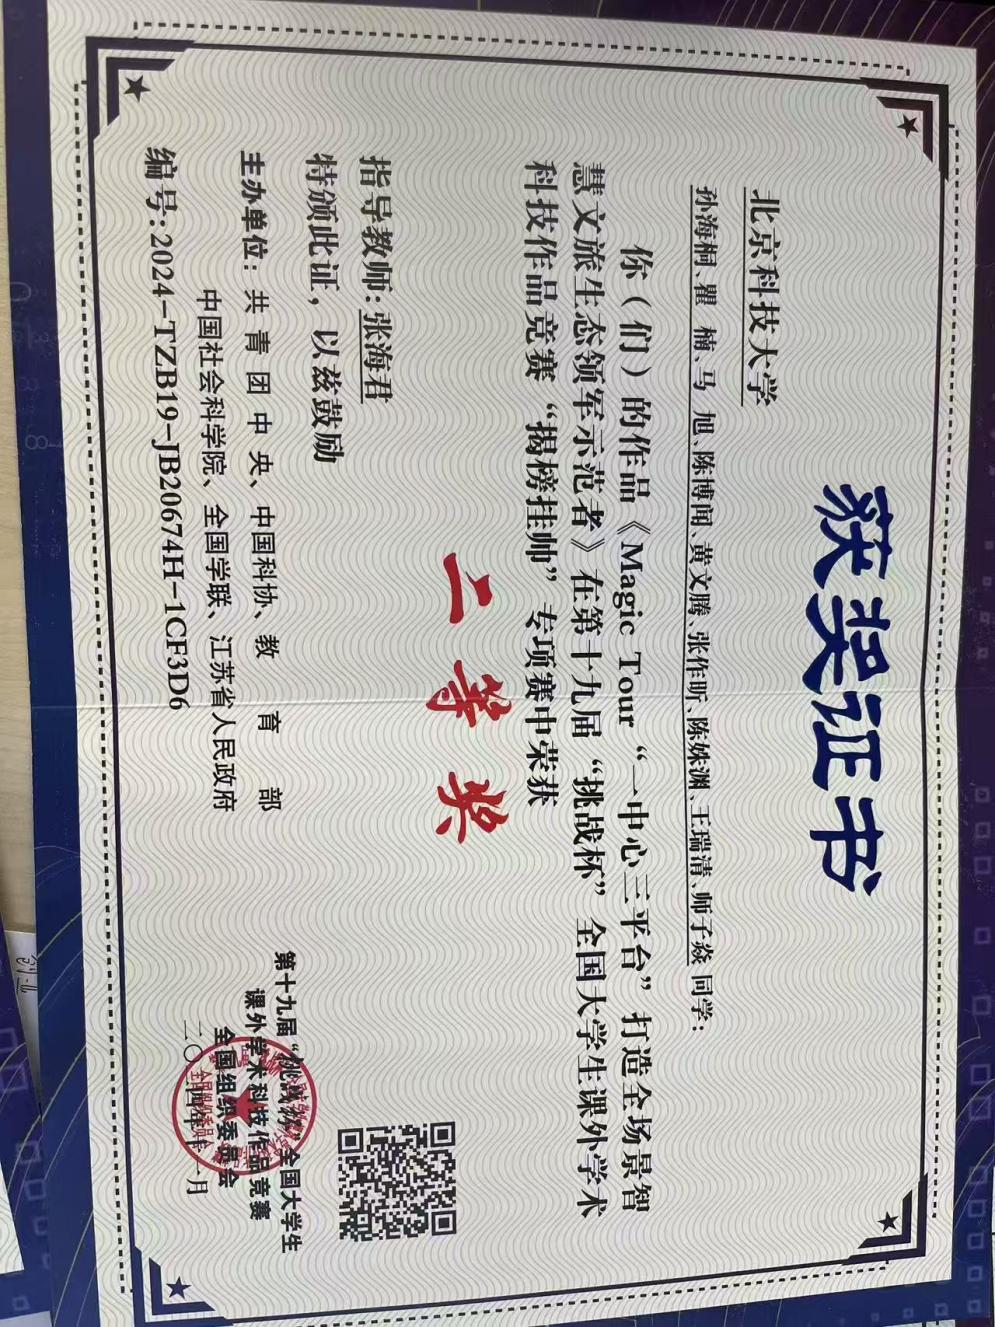 获奖证书
北京科技大学
孙海桐、瞿 楠、马 旭、陈博闻、黄文腾、张作昕、陈姝渊、王瑞清、师子焱 同学：
你（们）的作品《Magic Tour “一中心三平台”打造全场景智
慧文旅生态领军示范者》在第十九届“挑战杯”全国大学生课外学术
科技作品竞赛“揭榜挂帅”专项赛中荣获
二等奖
指导教师：张海君
特颁此证，以兹鼓励
主办单位：共青团中央、中国科协、教育部
中国社会科学院、全国学联、江苏省人民政府
编号：2024-TZB19-JB20674H-1CF3D6
第十九届“挑战杯”全国大学生
课外学术科技作品竞赛
全国组织委员会
二〇二四年一月